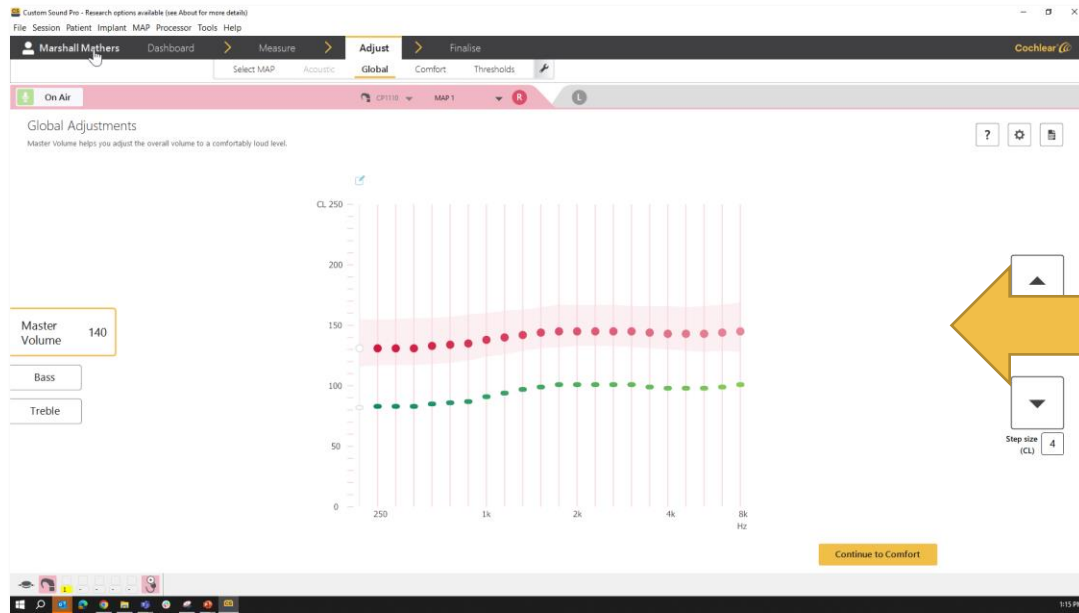 Custom Sound Pro - Research options available (see About for more details)
File Session Patient Implant MAP Processor Tools Help
Marshall Mathers Dashboard Measure Adjust Finalise Cochlear
Select MAP Acoustic Global Comfort Thresholds
On Air CP1110 MAP 1 R L
Global Adjustments
Master Volume helps you adjust the overall volume to a comfortably loud level.
?
CL 250
200
150
100
50
0
250 1k 2k 4k 8k
Hz
Master Volume 140
Bass
Treble
Step size (CL) 4
Continue to Comfort
1
1:15 P